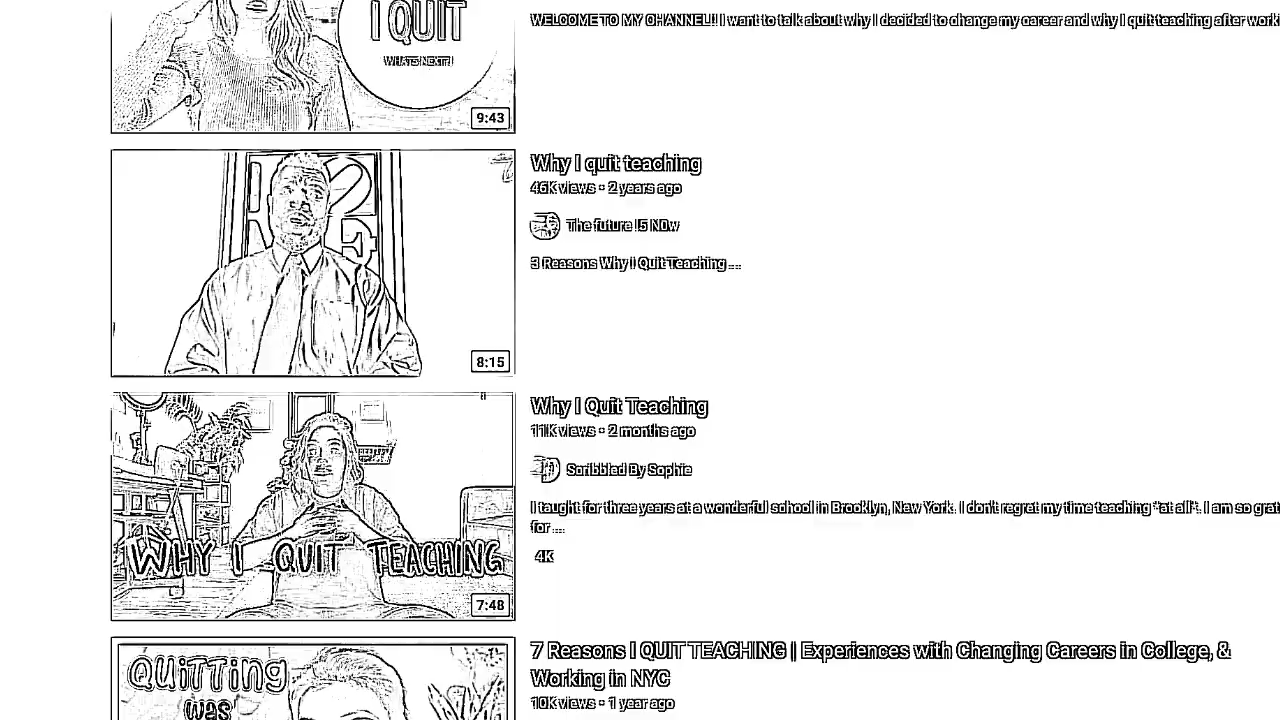 I QUIT
WHATS NEXT?!
9:43
WELCOME TO MY CHANNEL!! I want to talk about why I decided to change my career and why I quit teaching after work
Why I quit teaching
46K views • 2 years ago
The future !5 N0w
3 Reasons Why I Quit Teaching ...
8:15
Why I Quit Teaching
11K views • 2 months ago
Scribbled By Sophie
I taught for three years at a wonderful school in Brooklyn, New York. I don't regret my time teaching *at all*. I am so grat
for ...
4K
WHY I QUIT TEACHING
7:48
7 Reasons I QUIT TEACHING | Experiences with Changing Careers in College, &
Working in NYC
10K views • 1 year ago
QUiTTing
was